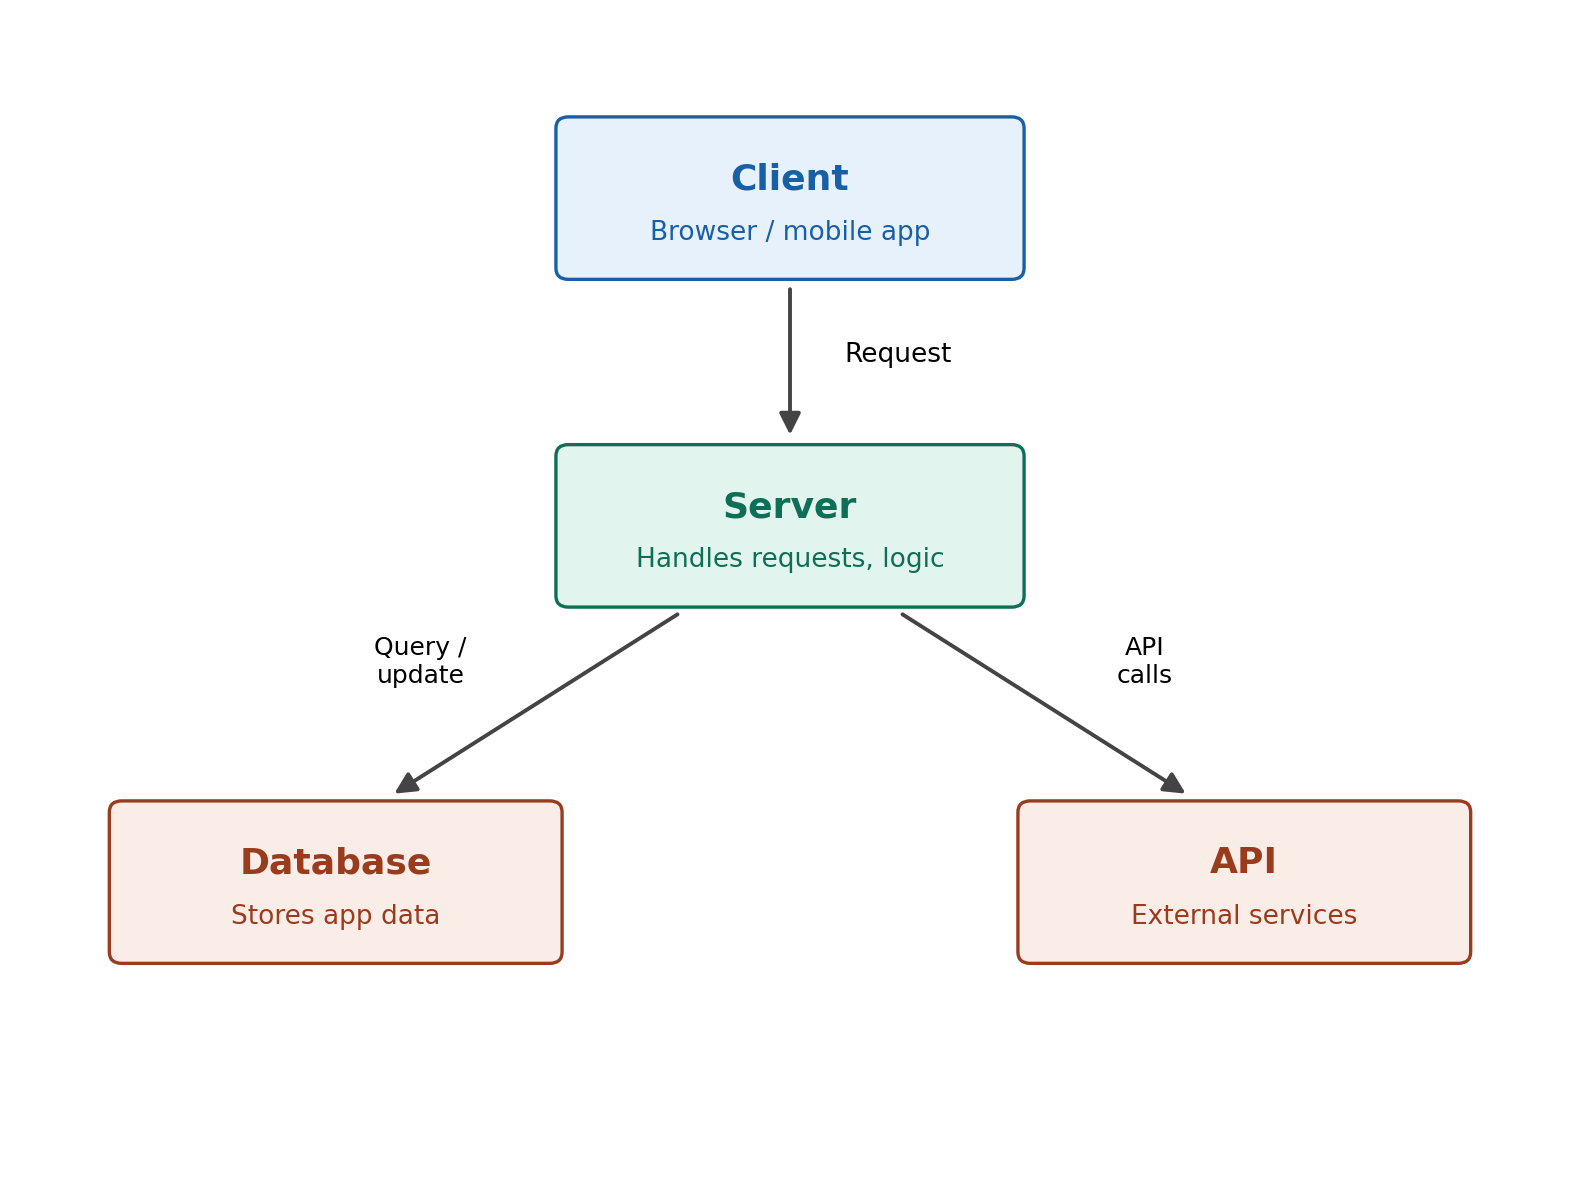 Client
Browser / mobile app
Request
Server
Handles requests, logic
Query /
update
API
calls
Database
Stores app data
API
External services